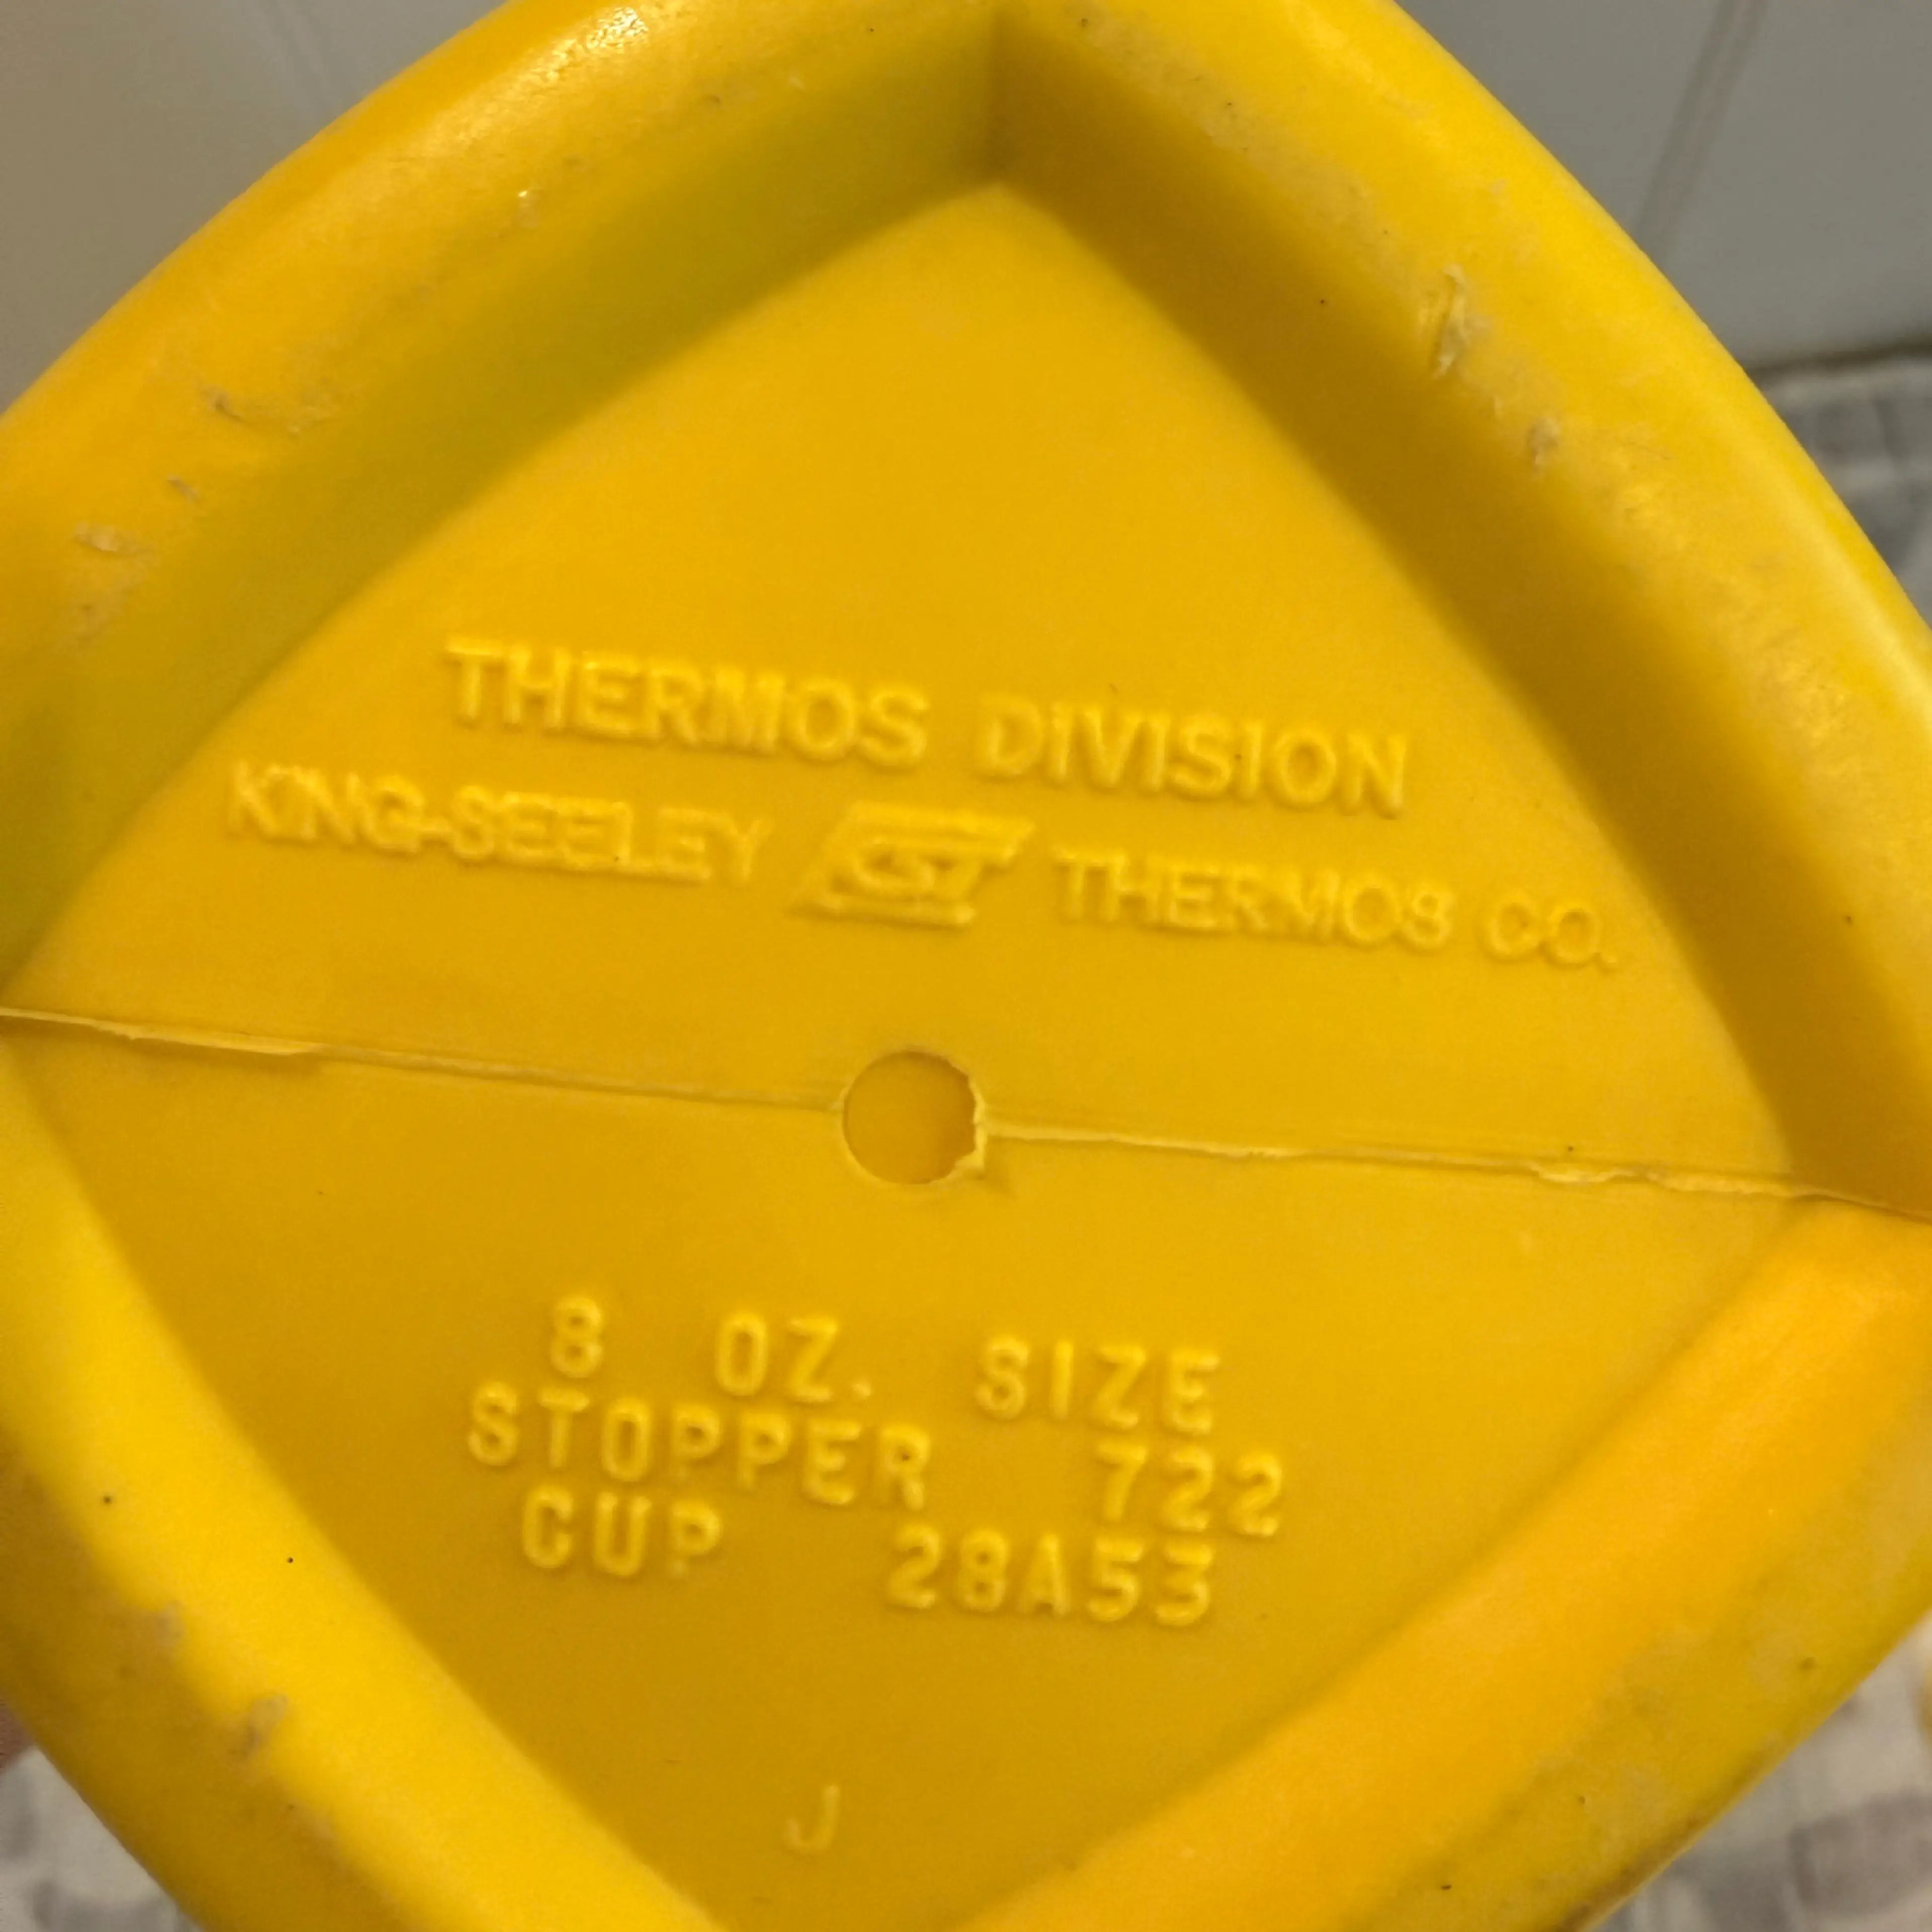 THERMOS DIVISION
KING-SEELEY KST THERMOS CO.
8 OZ. SIZE
STOPPER 722
CUP 28A53
J